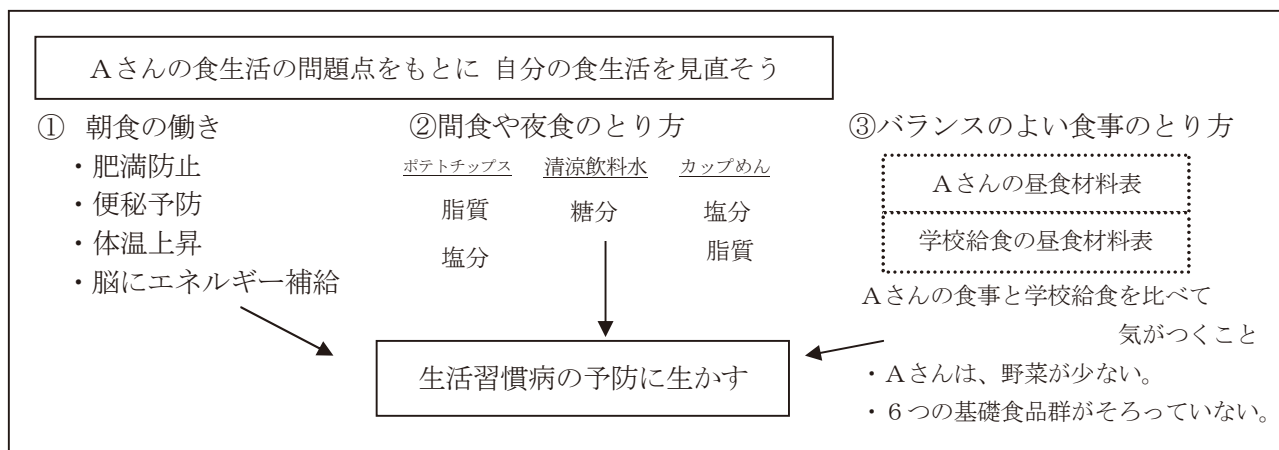 Aさんの食生活の問題点をもとに 自分の食生活を見直そう
① 朝食の働き
・肥満防止
・便秘予防
・体温上昇
・脳にエネルギー補給
②間食や夜食のとり方
ポテトチップス 清涼飲料水 カップめん
脂質 糖分 塩分
塩分 脂質
③バランスのよい食事のとり方
Aさんの昼食材料表
学校給食の昼食材料表
Aさんの食事と学校給食を比べて
気がつくこと
・Aさんは、野菜が少ない。
・6つの基礎食品群がそろっていない。
生活習慣病の予防に生かす